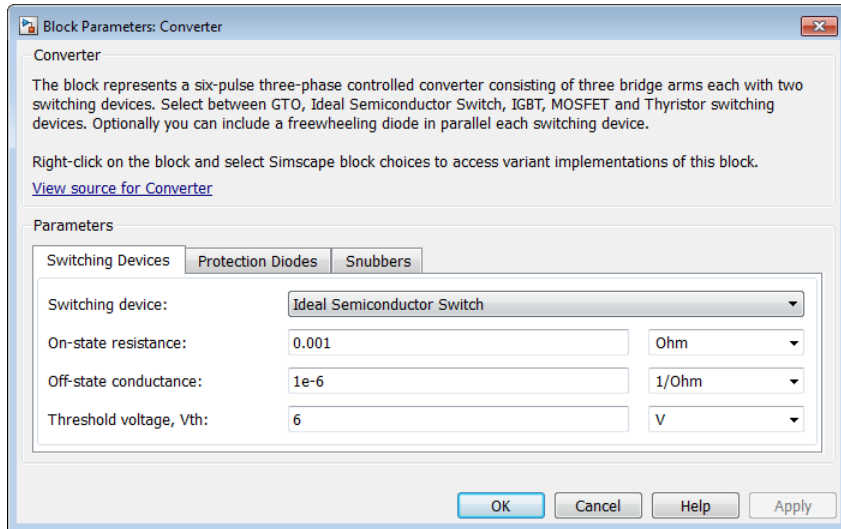 Block Parameters: Converter
Converter
The block represents a six-pulse three-phase controlled converter consisting of three bridge arms each with two
switching devices. Select between GTO, Ideal Semiconductor Switch, IGBT, MOSFET and Thyristor switching
devices. Optionally you can include a freewheeling diode in parallel each switching device.
Right-click on the block and select Simscape block choices to access variant implementations of this block.
View source for Converter
Parameters
Switching Devices Protection Diodes Snubbers
Switching device: Ideal Semiconductor Switch
On-state resistance: 0.001 Ohm
Off-state conductance: 1e-6 1/Ohm
Threshold voltage, Vth: 6 V
OK Cancel Help Apply